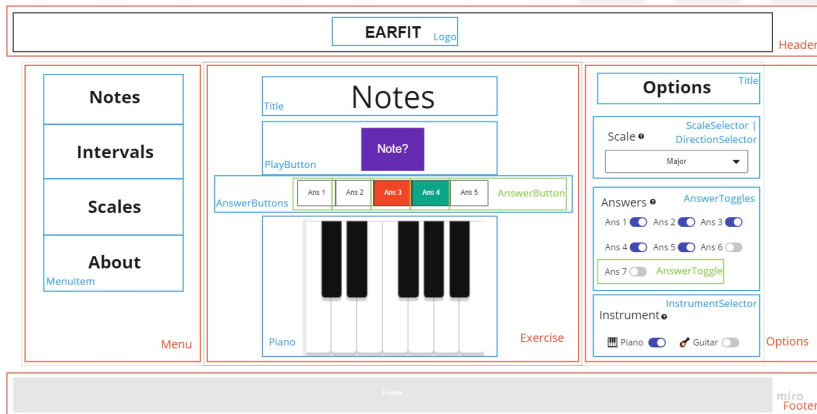 EARFIT
Logo
Header
Notes
Intervals
Scales
About
MenuItem
Menu
Title
Notes
Note?
PlayButton
AnswerButtons
Ans 1 Ans 2 Ans 3 Ans 4 Ans 5
AnswerButton
Piano
Exercise
Options
Title
ScaleSelector |
DirectionSelector
Scale
Major
Answers
AnswerToggles
Ans 1 Ans 2 Ans 3
Ans 4 Ans 5 Ans 6
Ans 7
AnswerToggle
InstrumentSelector
Instrument
Piano Guitar
Options
Footer
miro
Footer